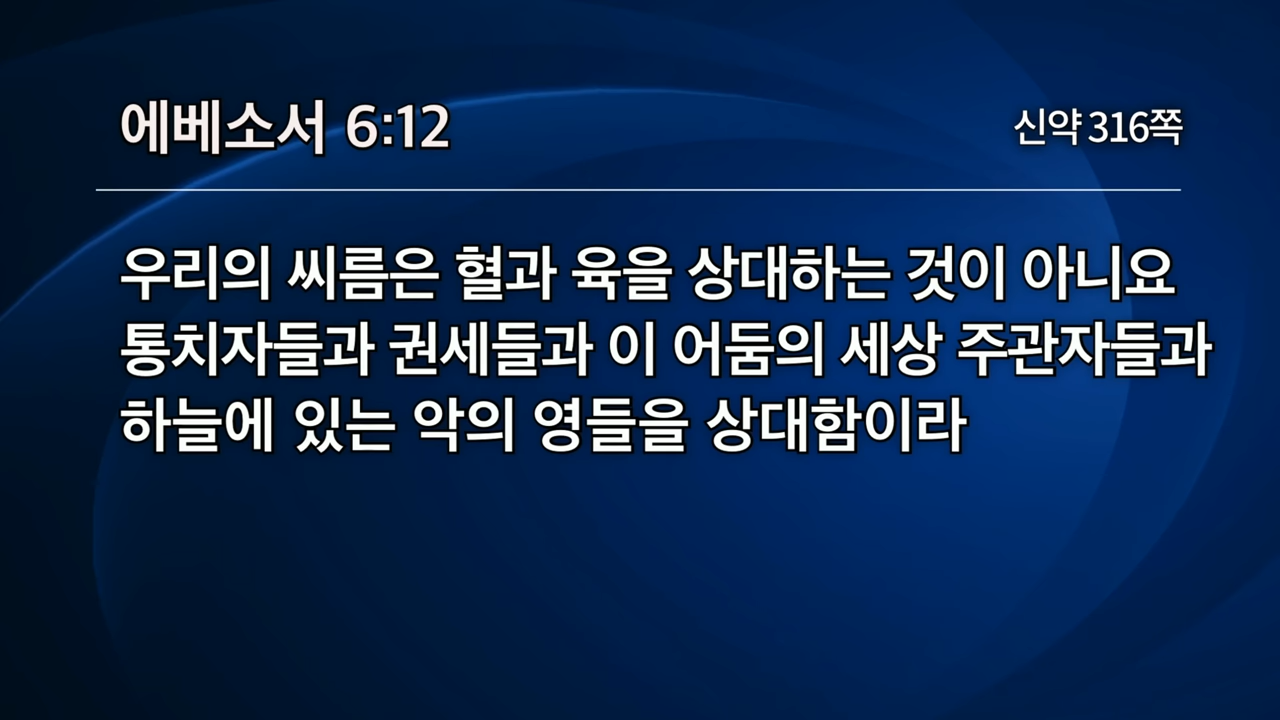 에베소서 6:12
신약 316쪽
우리의 씨름은 혈과 육을 상대하는 것이 아니요
통치자들과 권세들과 이 어둠의 세상 주관자들과
하늘에 있는 악의 영들을 상대함이라